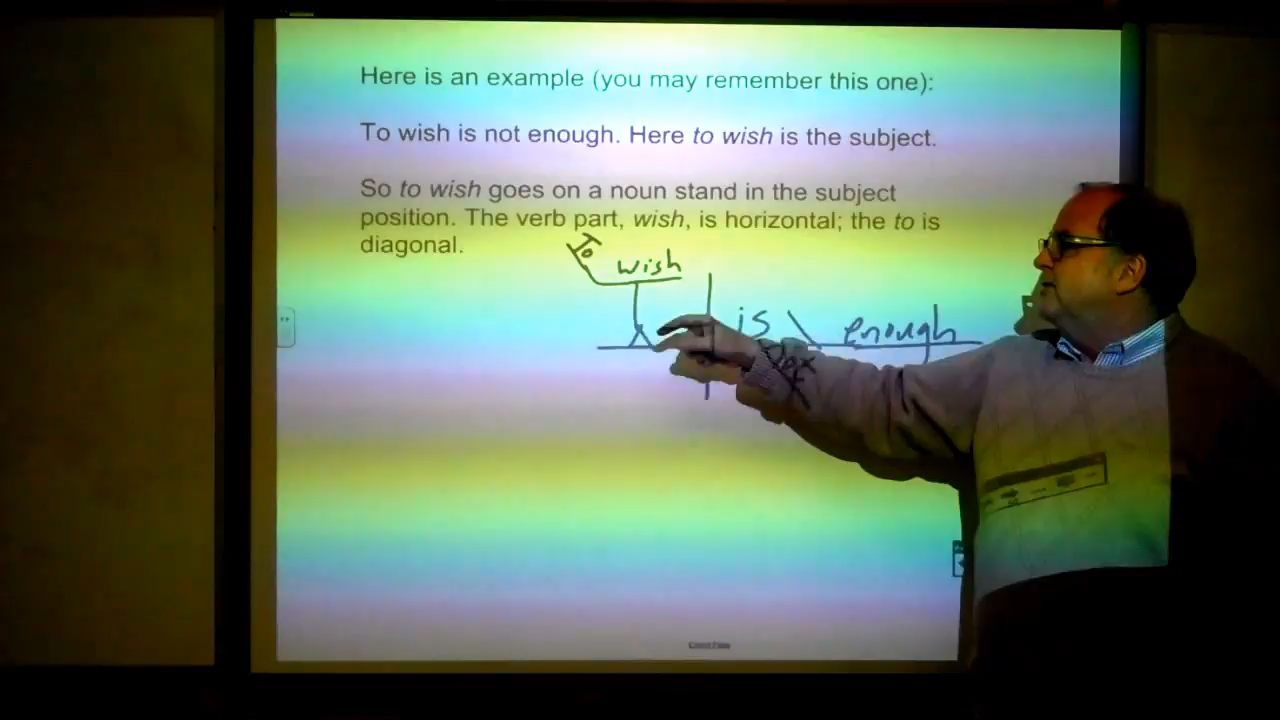 Here is an example (you may remember this one):
To wish is not enough. Here to wish is the subject.
So to wish goes on a noun stand in the subject
position. The verb part, wish, is horizontal; the to is
diagonal.
To wish
is \ enough